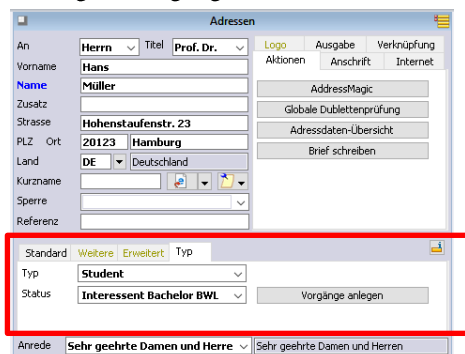 Adressen
An Herrn Titel Prof. Dr.
Vorname Hans
Name Müller
Zusatz
Strasse Hohenstaufenstr. 23
PLZ Ort 20123 Hamburg
Land DE Deutschland
Kurzname
Sperre
Referenz
Logo Ausgabe Verknüpfung
Aktionen Anschrift Internet
AddressMagic
Globale Dublettenprüfung
Adressdaten-Übersicht
Brief schreiben
Standard Weitere Erweitert Typ
Typ Student
Status Interessent Bachelor BWL Vorgänge anlegen
Anrede Sehr geehrte Damen und Herre Sehr geehrte Damen und Herren